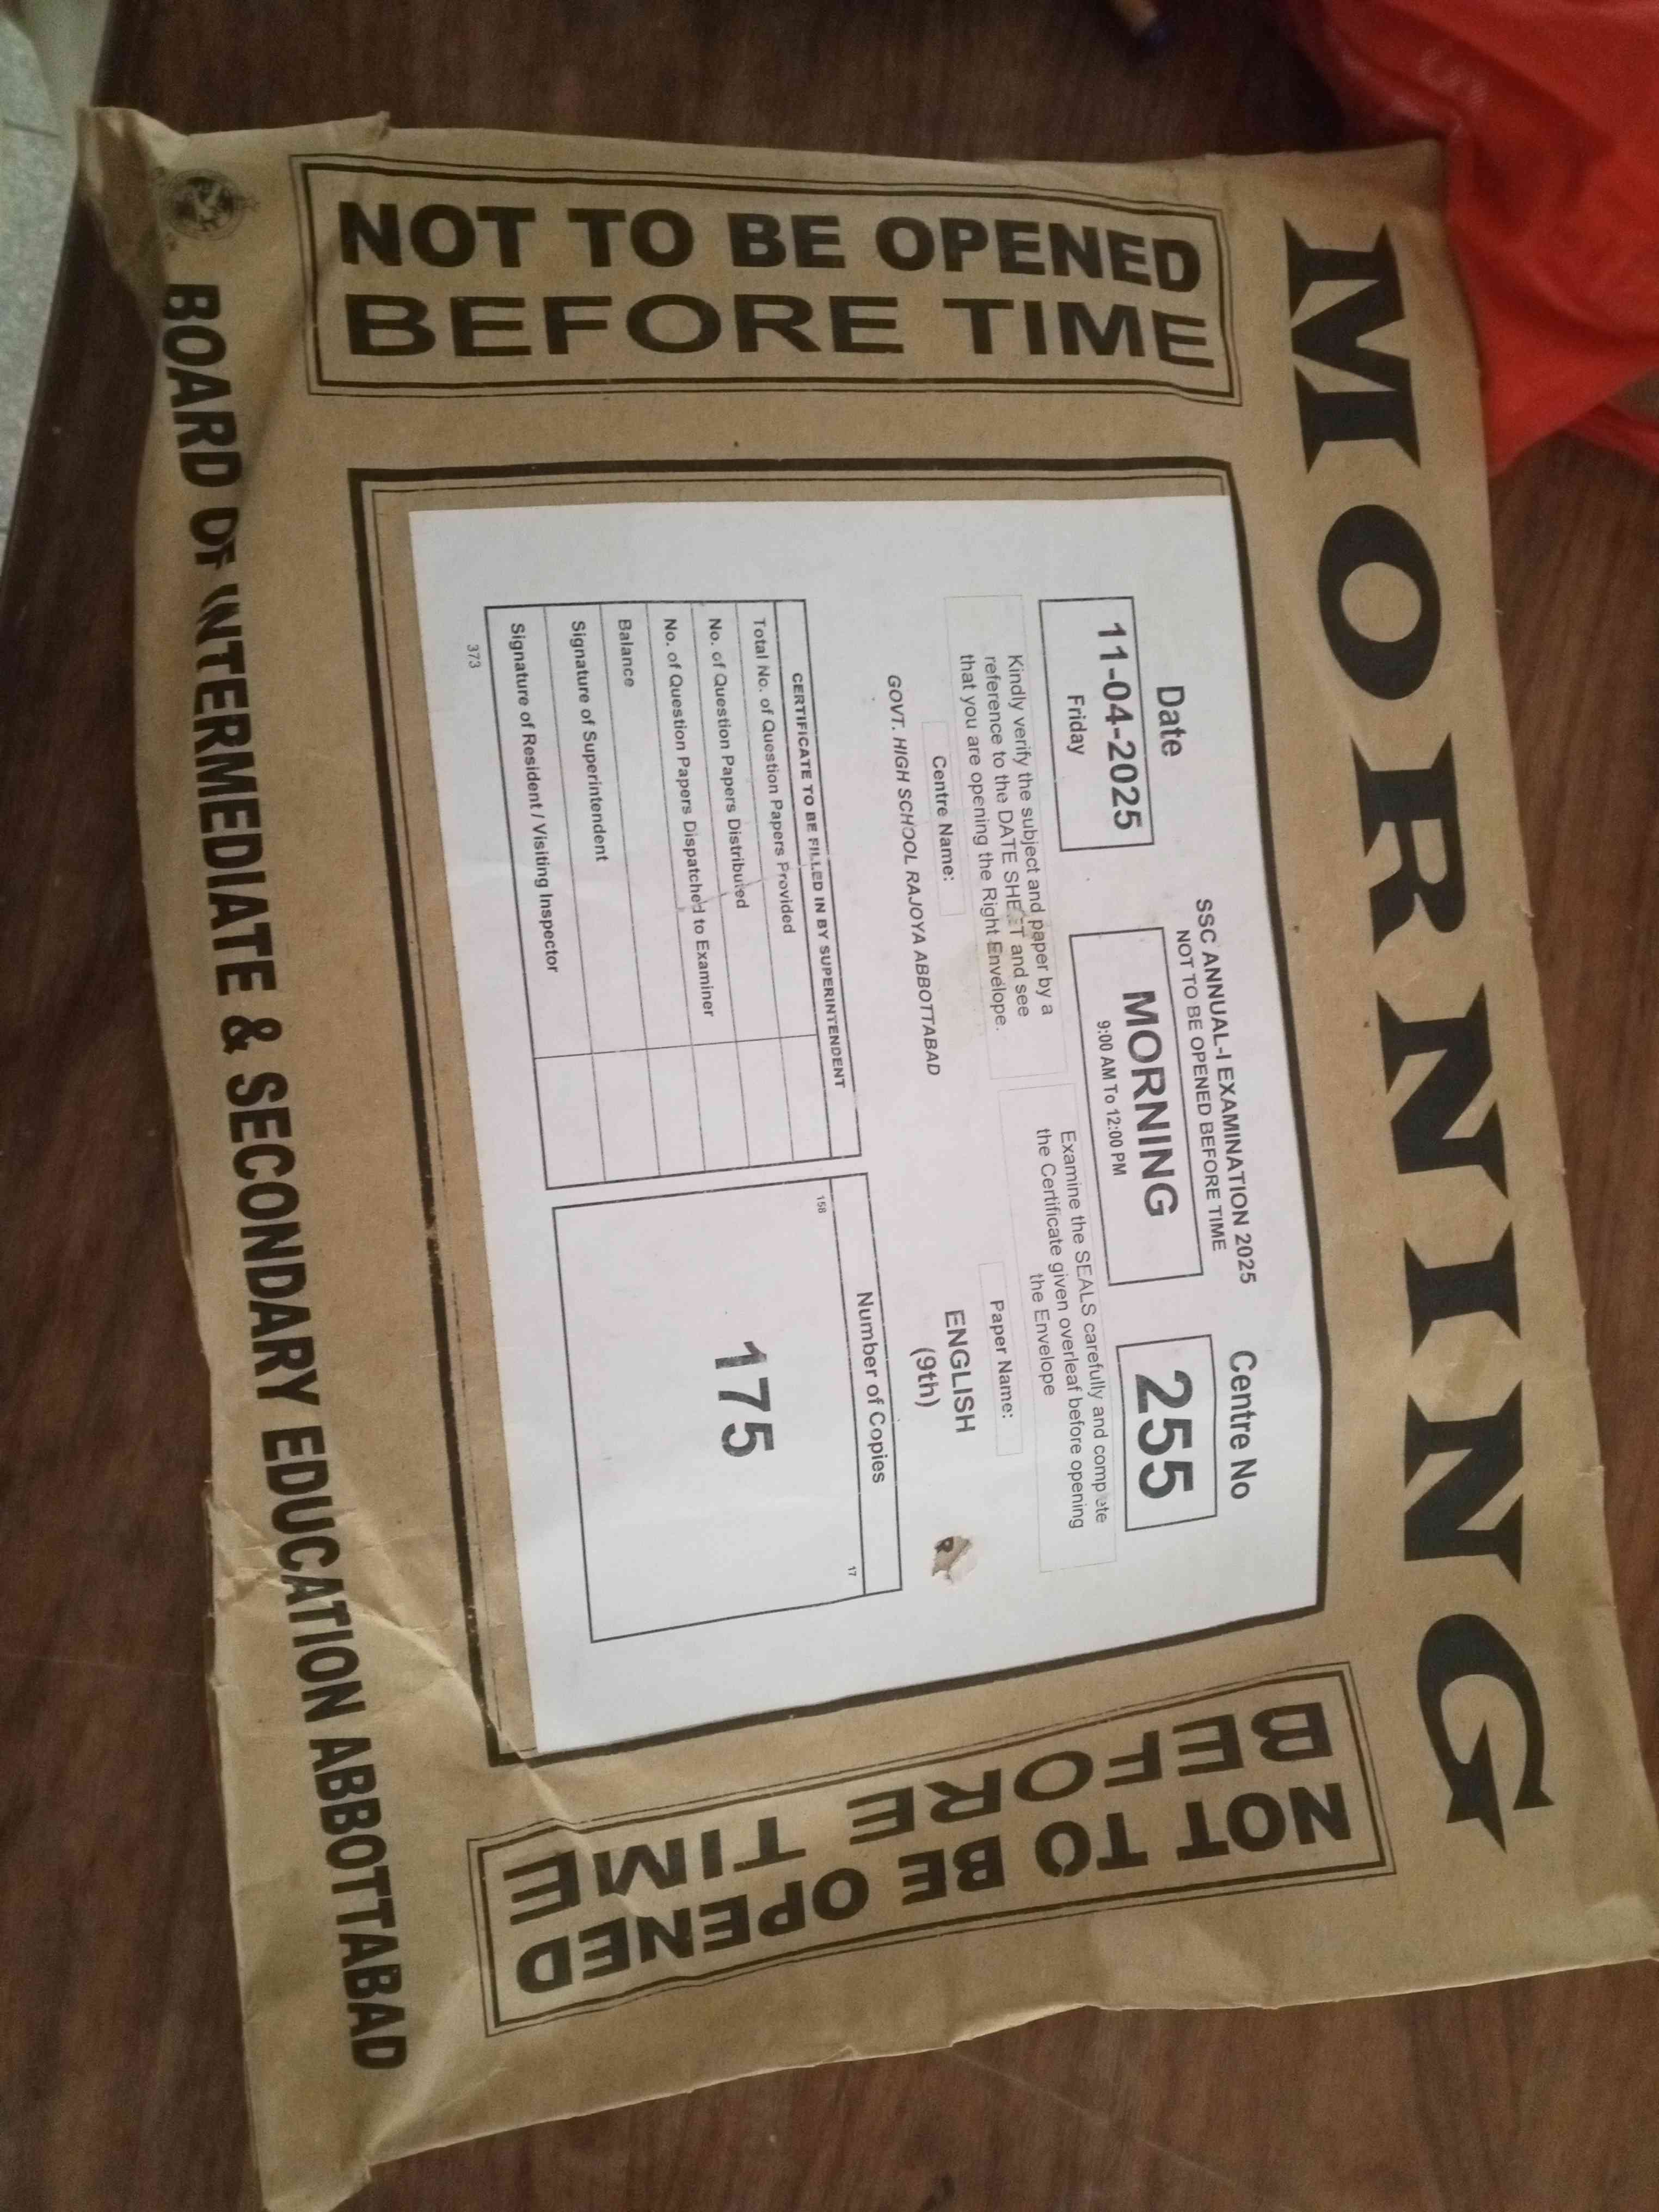 MORNING
NOT TO BE OPENED
BEFORE TIME
SSC ANNUAL-I EXAMINATION 2025
NOT TO BE OPENED BEFORE TIME
Date
11-04-2025
Friday
MORNING
9:00 AM To 12:00 PM
Centre No
255
Kindly verify the subject and paper by a
reference to the DATE SHEET and see
that you are opening the Right Envelope.
Examine the SEALS carefully and complete
the Certificate given overleaf before opening
the Envelope
Centre Name:
GOVT. HIGH SCHOOL RAJOYA ABBOTTABAD
Paper Name:
ENGLISH
(9th)
CERTIFICATE TO BE FILLED IN BY SUPERINTENDENT
Total No. of Question Papers Provided
No. of Question Papers Distributed
No. of Question Papers Dispatched to Examiner
Balance
Signature of Superintendent
Signature of Resident / Visiting Inspector
373
Number of Copies
158
17
175
NOT TO BE OPENED
BEFORE TIME
BOARD OF INTERMEDIATE & SECONDARY EDUCATION ABBOTTABAD